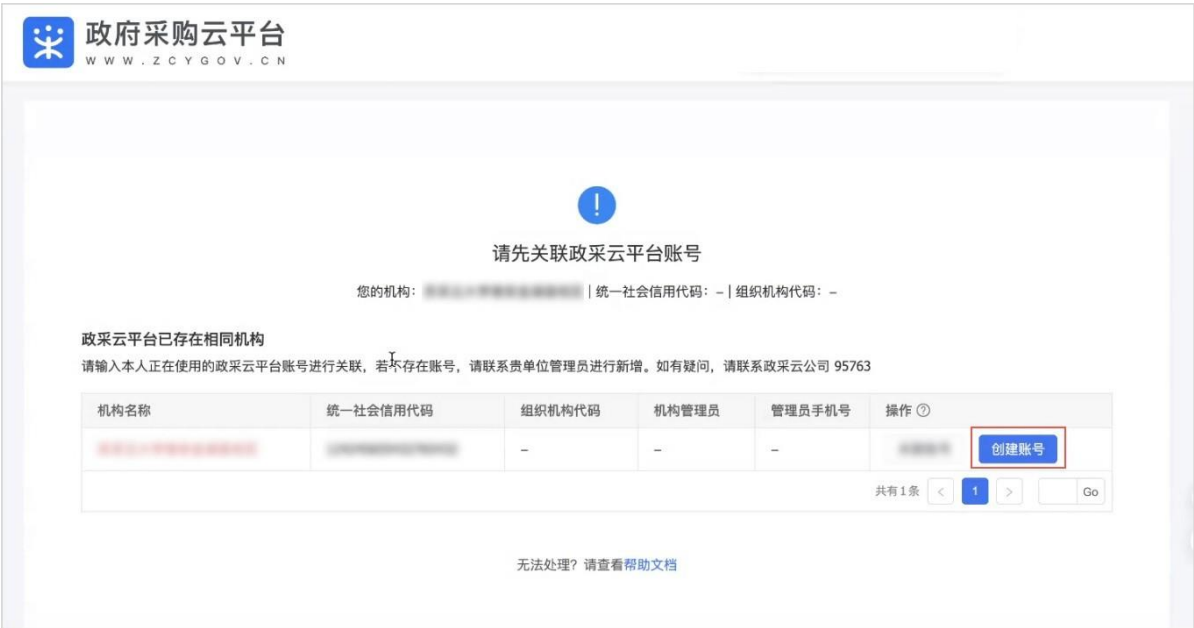 政府采购云平台
WWW.ZCYGOV.CN
请先关联政采云平台账号
您的机构： | 统一社会信用代码：– | 组织机构代码：–
政采云平台已存在相同机构
请输入本人正在使用的政采云平台账号进行关联，若不存在账号，请联系贵单位管理员进行新增。如有疑问，请联系政采云公司 95763
机构名称 统一社会信用代码 组织机构代码 机构管理员 管理员手机号 操作
– – – 创建账号
共有1条 < 1 > Go
无法处理？请查看帮助文档